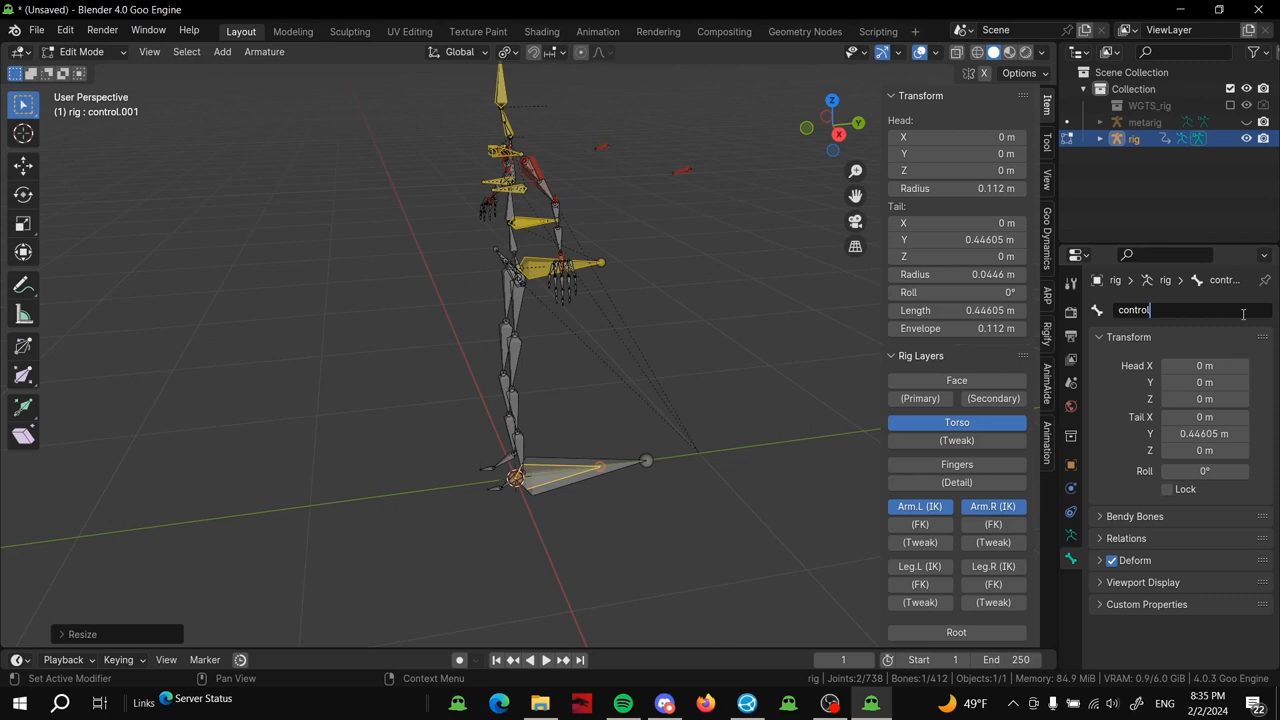 * (Unsaved) - Blender 4.0 Goo Engine
File Edit Render Window Help Layout Modeling Sculpting UV Editing Texture Paint Shading Animation Rendering Compositing Geometry Nodes Scripting + Scene ViewLayer
Edit Mode View Select Add Armature Global
X Options
User Perspective
(1) rig : control.001
Z
Y
X
Transform
Head:
X 0 m
Y 0 m
Z 0 m
Radius 0.112 m
Tail:
X 0 m
Y 0.44605 m
Z 0 m
Radius 0.0446 m
Roll 0°
Length 0.44605 m
Envelope 0.112 m
Rig Layers
Face
(Primary) (Secondary)
Torso
(Tweak)
Fingers
(Detail)
Arm.L (IK) Arm.R (IK)
(FK) (FK)
(Tweak) (Tweak)
Leg.L (IK) Leg.R (IK)
(FK) (FK)
(Tweak) (Tweak)
Root
Item
Tool
View
Goo Dynamics
ARP
Rigify
AnimAide
Animation
Scene Collection
Collection
WGTS_rig
metarig
rig
rig > rig > contr...
control
Transform
Head X 0 m
Y 0 m
Z 0 m
Tail X 0 m
Y 0.44605 m
Z 0 m
Roll 0°
Lock
Bendy Bones
Relations
Deform
Viewport Display
Custom Properties
Resize
Playback Keying View Marker 1 Start 1 End 250
Set Active Modifier Pan View Context Menu rig | Joints:2/738 | Bones:1/412 | Objects:1/1 | Memory: 84.9 MiB | VRAM: 0.9/6.0 GiB | 4.0.3 Goo Engine
Links Server Status 49°F ENG 8:35 PM
2/2/2024 22